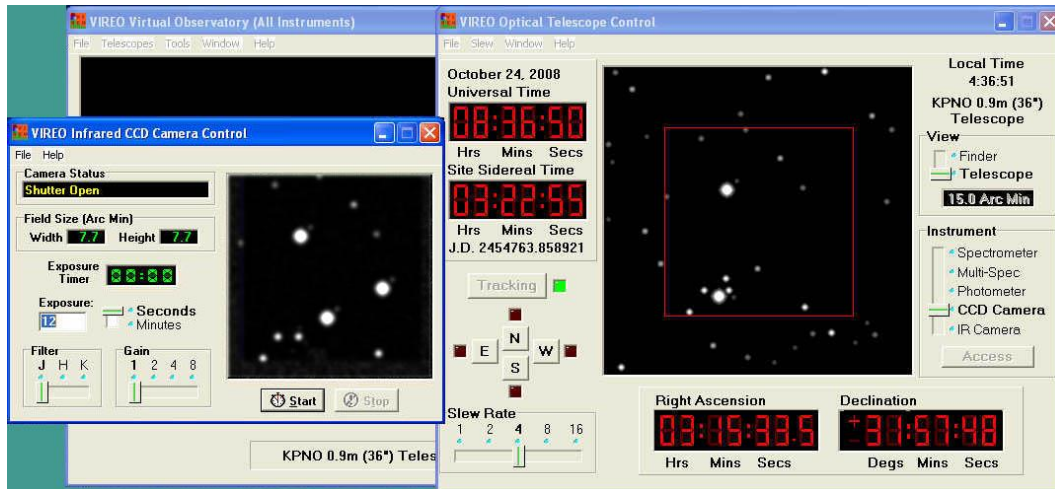 VIREO Virtual Observatory (All Instruments)
File Telescopes Tools Window Help
VIREO Infrared CCD Camera Control
File Help
Camera Status
Shutter Open
Field Size (Arc Min)
Width 7.7 Height 7.7
Exposure
Timer 00:00
Exposure:
12
Seconds
Minutes
Filter
J H K
Gain
1 2 4 8
Start Stop
KPNO 0.9m (36") Teles
VIREO Optical Telescope Control
File Slew Window Help
October 24, 2008
Universal Time
08:36:50
Hrs Mins Secs
Site Sidereal Time
03:22:55
Hrs Mins Secs
J.D. 2454763.858921
Tracking
N
E W
S
Slew Rate
1 2 4 8 16
Local Time
4:36:51
KPNO 0.9m (36")
Telescope
View
Finder
Telescope
15.0 Arc Min
Instrument
Spectrometer
Multi-Spec
Photometer
CCD Camera
IR Camera
Access
Right Ascension
03:15:33.5
Hrs Mins Secs
Declination
+31:57:48
Degs Mins Secs